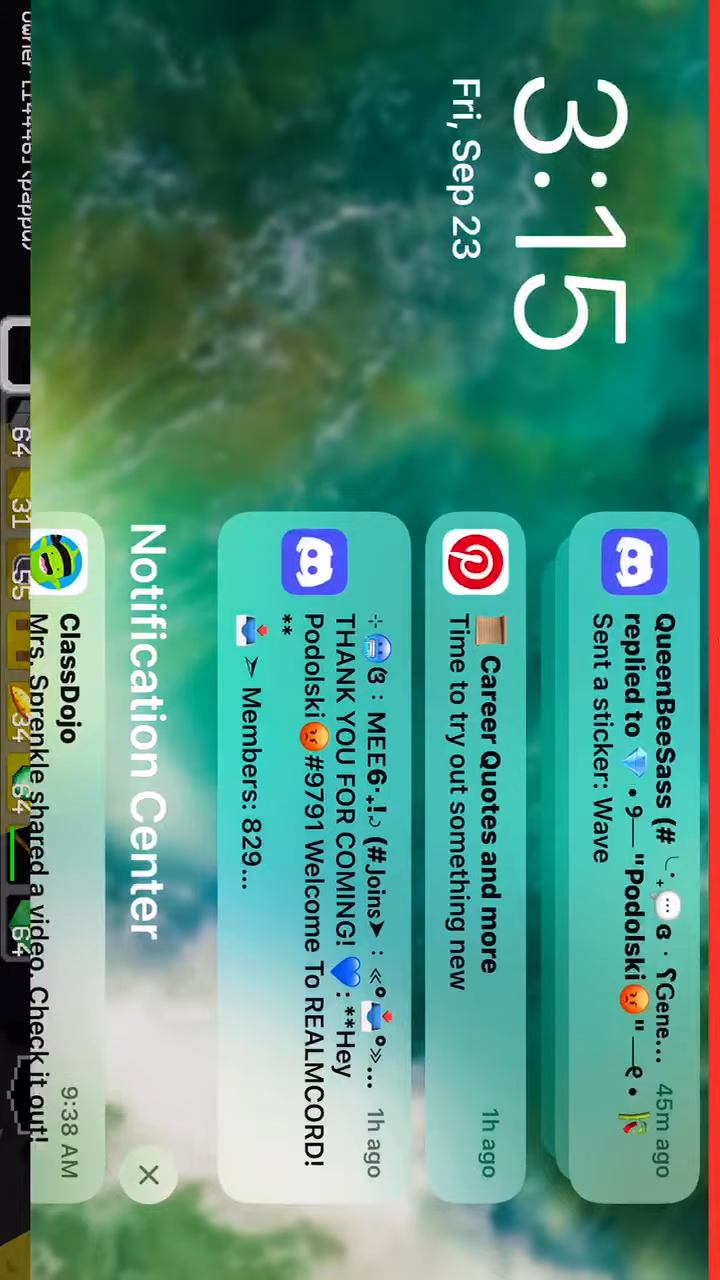 3:15
Fri, Sep 23
QueenBeeSass (# ╰・₊💬ɞ・ʕGene... 45m ago
replied to 💎 • 9— "Podolski😡" —e •
Sent a sticker: Wave
🧵 Career Quotes and more 1h ago
Time to try out something new
⊹🥶ଓ : MEE6‧₊!੭ (#Joins➤ : «°📩°»... 1h ago
THANK YOU FOR COMING! 💙: **Hey
Podolski😡#9791 Welcome To REALMCORD!
**
📩 ➢ Members: 829...
Notification Center
ClassDojo 9:38 AM
Mrs. Sprenkle shared a video. Check it out!
64 31 55 34 64 64